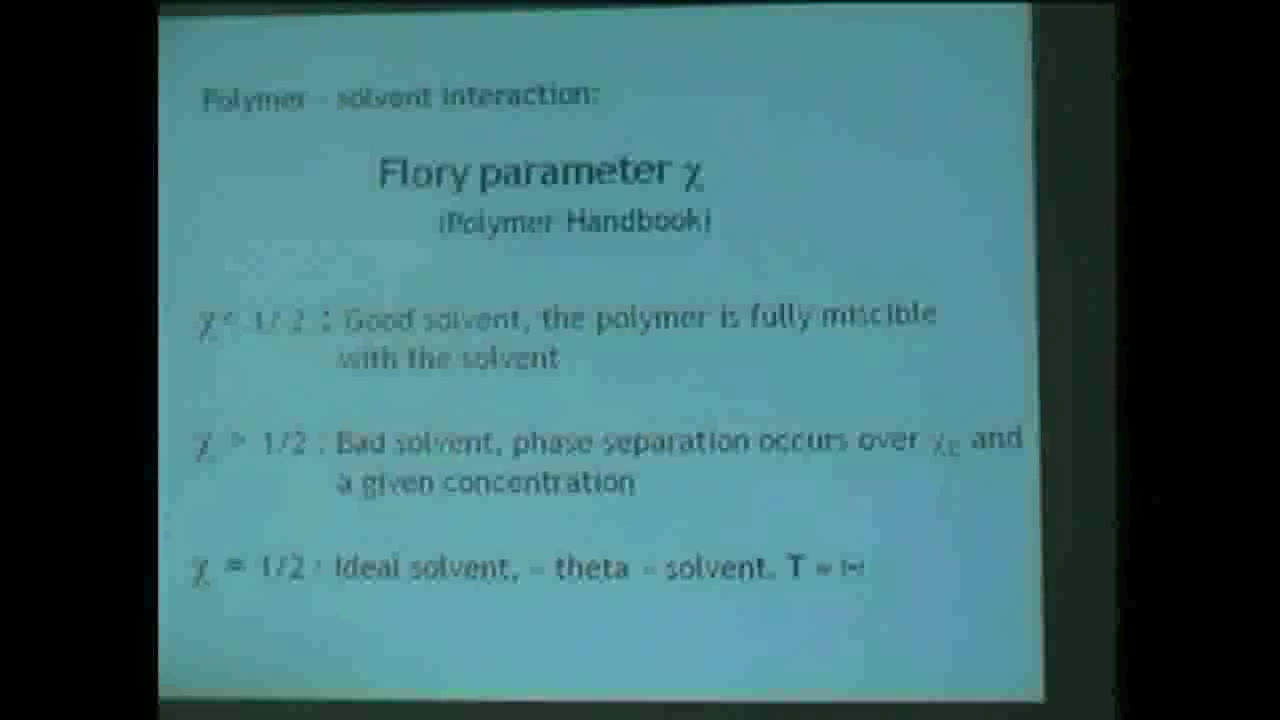 Polymer - solvent interaction:
Flory parameter χ
(Polymer Handbook)
χ < 1/2 : Good solvent, the polymer is fully miscible
with the solvent
χ > 1/2 : Bad solvent, phase separation occurs over χc and
a given concentration
χ = 1/2 : Ideal solvent, - theta - solvent. T = Θ